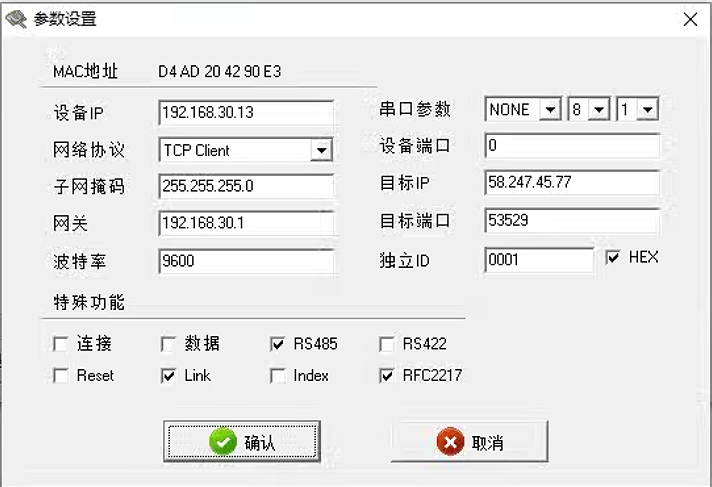 参数设置
MAC地址 D4 AD 20 42 90 E3
设备IP 192.168.30.13 串口参数 NONE 8 1
网络协议 TCP Client 设备端口 0
子网掩码 255.255.255.0 目标IP 58.247.45.77
网关 192.168.30.1 目标端口 53529
波特率 9600 独立ID 0001 HEX
特殊功能
连接 数据 RS485 RS422
Reset Link Index RFC2217
确认 取消